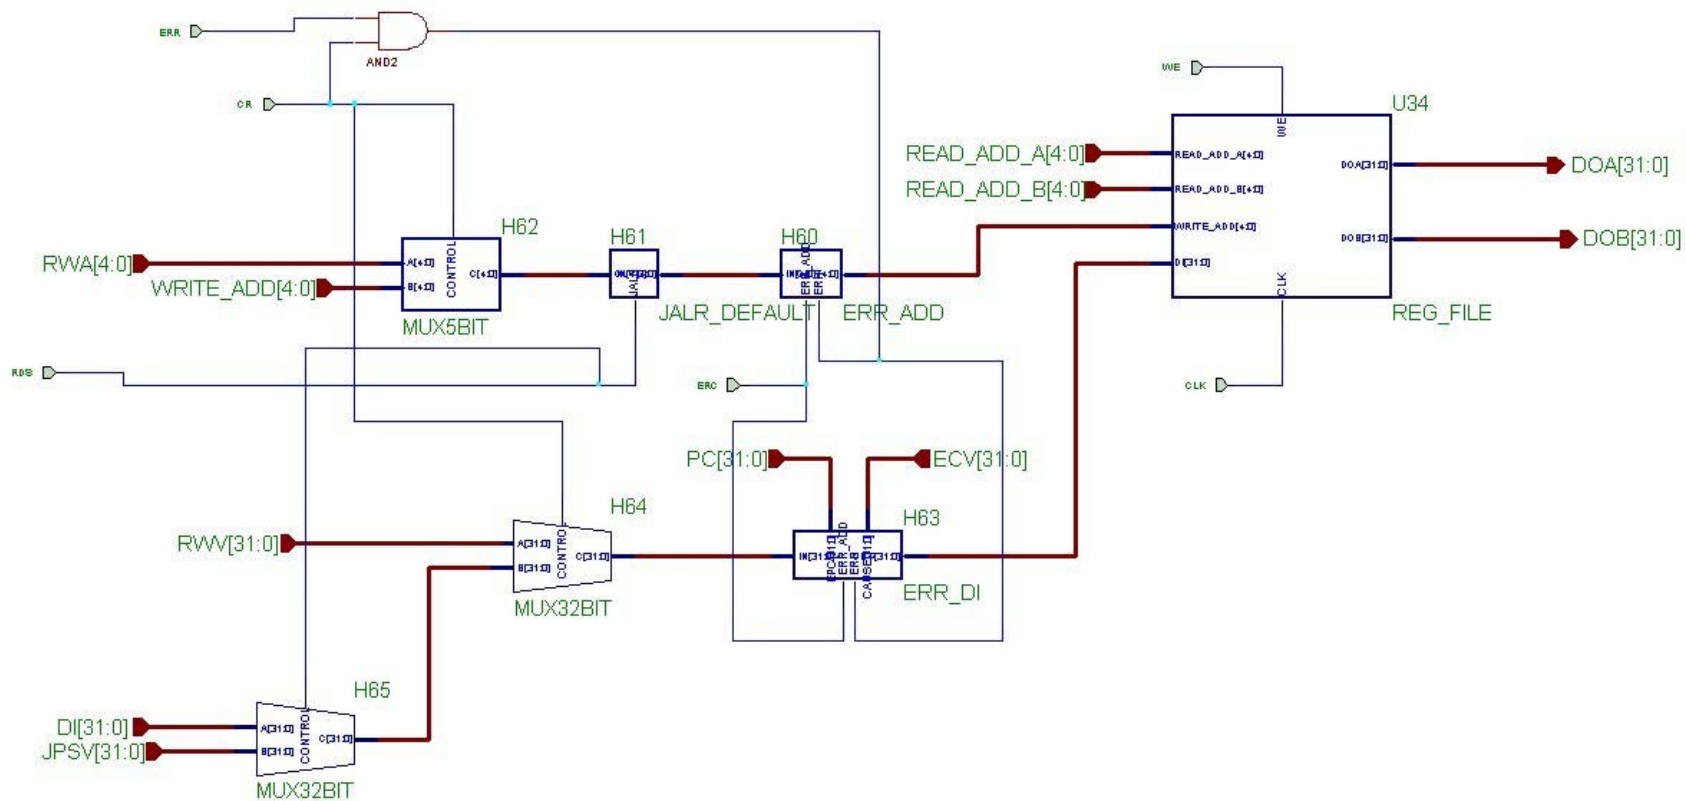 ERR
AND2
CR
WE
U34
WE
READ_ADD_A[4:0]
READ_ADD_A[4:0]
DOA[31:0]
DOA[31:0]
READ_ADD_B[4:0]
READ_ADD_B[4:0]
WRITE_ADD[4:0]
DOB[31:0]
DOB[31:0]
DI[31:0]
CLK
REG_FILE
CLK
H62
H61
H60
RWA[4:0]
A[4:0]
CONTROL
C[4:0]
WRITE_ADD[4:0]
B[4:0]
MUX5BIT
JALR_DEFAULT
ERR_ADD
RDS
ERC
PC[31:0]
ECV[31:0]
H64
H63
RWV[31:0]
A[31:0]
CONTROL
C[31:0]
B[31:0]
ERR_ADD
MUX32BIT
ERR_DI
H65
DI[31:0]
A[31:0]
CONTROL
C[31:0]
JPSV[31:0]
B[31:0]
MUX32BIT